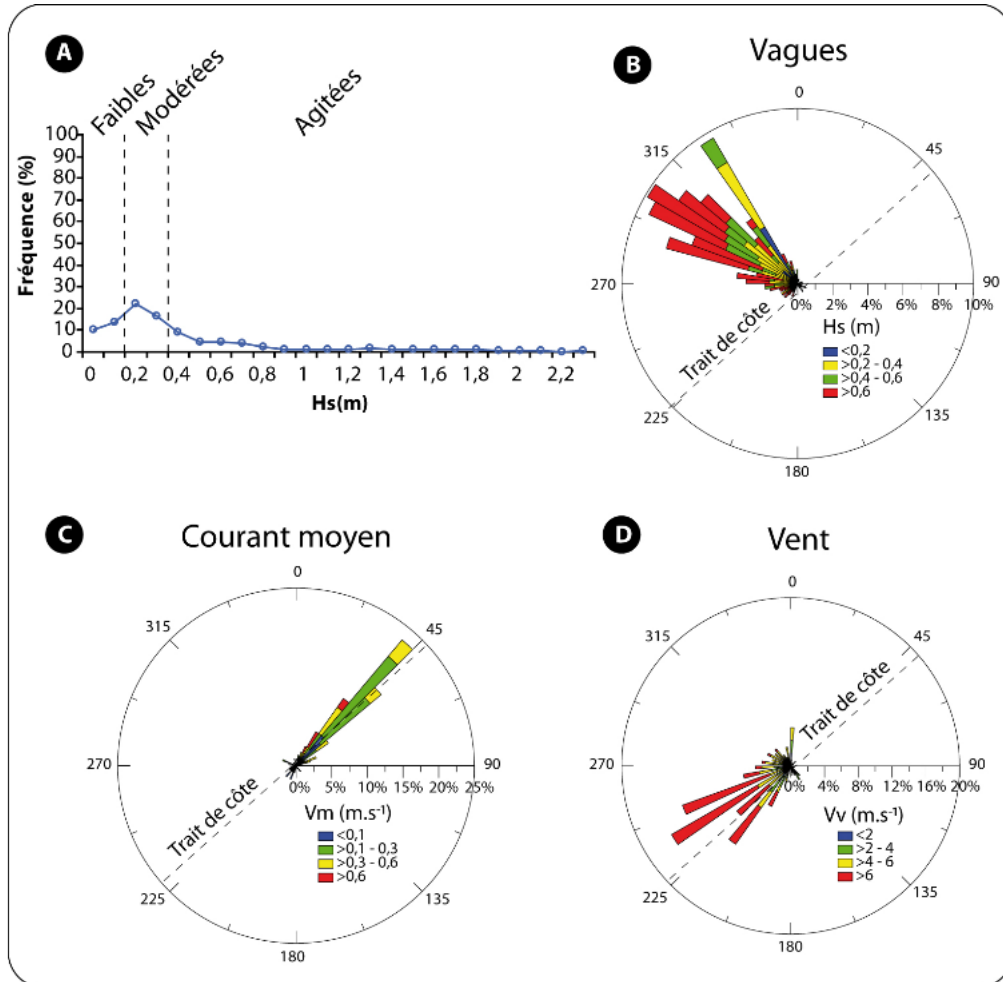 A
Faibles
Modérées
Agitées
Fréquence (%)
100
90
80
70
60
50
40
30
20
10
0
0 0,2 0,4 0,6 0,8 1 1,2 1,4 1,6 1,8 2 2,2
Hs(m)
B
Vagues
0
315
45
270
90
0% 2% 4% 6% 8% 10%
Trait de côte
Hs (m)
<0,2
>0,2 - 0,4
>0,4 - 0,6
>0,6
225
135
180
C
Courant moyen
0
315
45
270
90
0% 5% 10% 15% 20% 25%
Trait de côte
Vm (m.s⁻¹)
<0,1
>0,1 - 0,3
>0,3 - 0,6
>0,6
225
135
180
D
Vent
0
315
45
Trait de côte
270
90
0% 4% 8% 12% 16% 20%
Vv (m.s⁻¹)
<2
>2 - 4
>4 - 6
>6
225
135
180